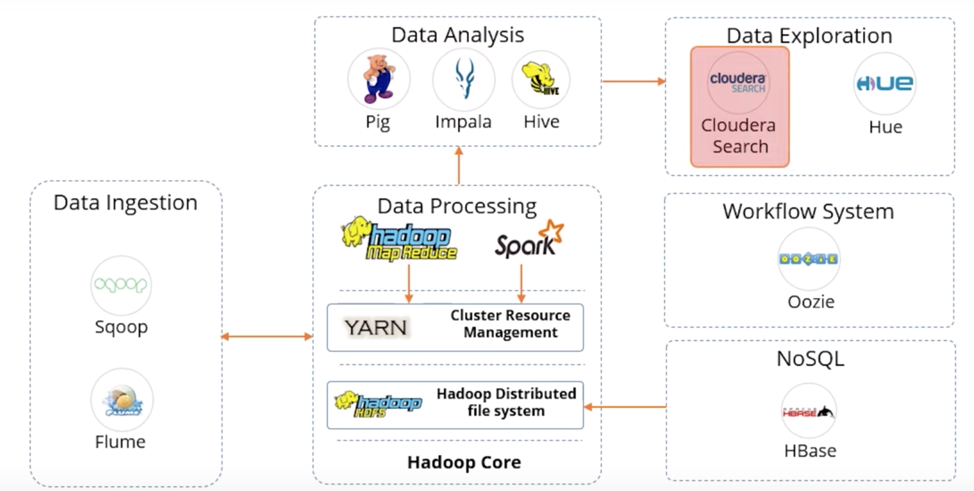 Data Analysis
Pig
Impala
HIVE
Hive
Data Exploration
cloudera
SEARCH
Cloudera
Search
HUE
Hue
Data Ingestion
sqoop
Sqoop
FLUME
Flume
Data Processing
hadoop
Map Reduce
Spark
YARN
Cluster Resource
Management
hadoop
HDFS
Hadoop Distributed
file system
Hadoop Core
Workflow System
OOZIE
Oozie
NoSQL
HBASE
HBase